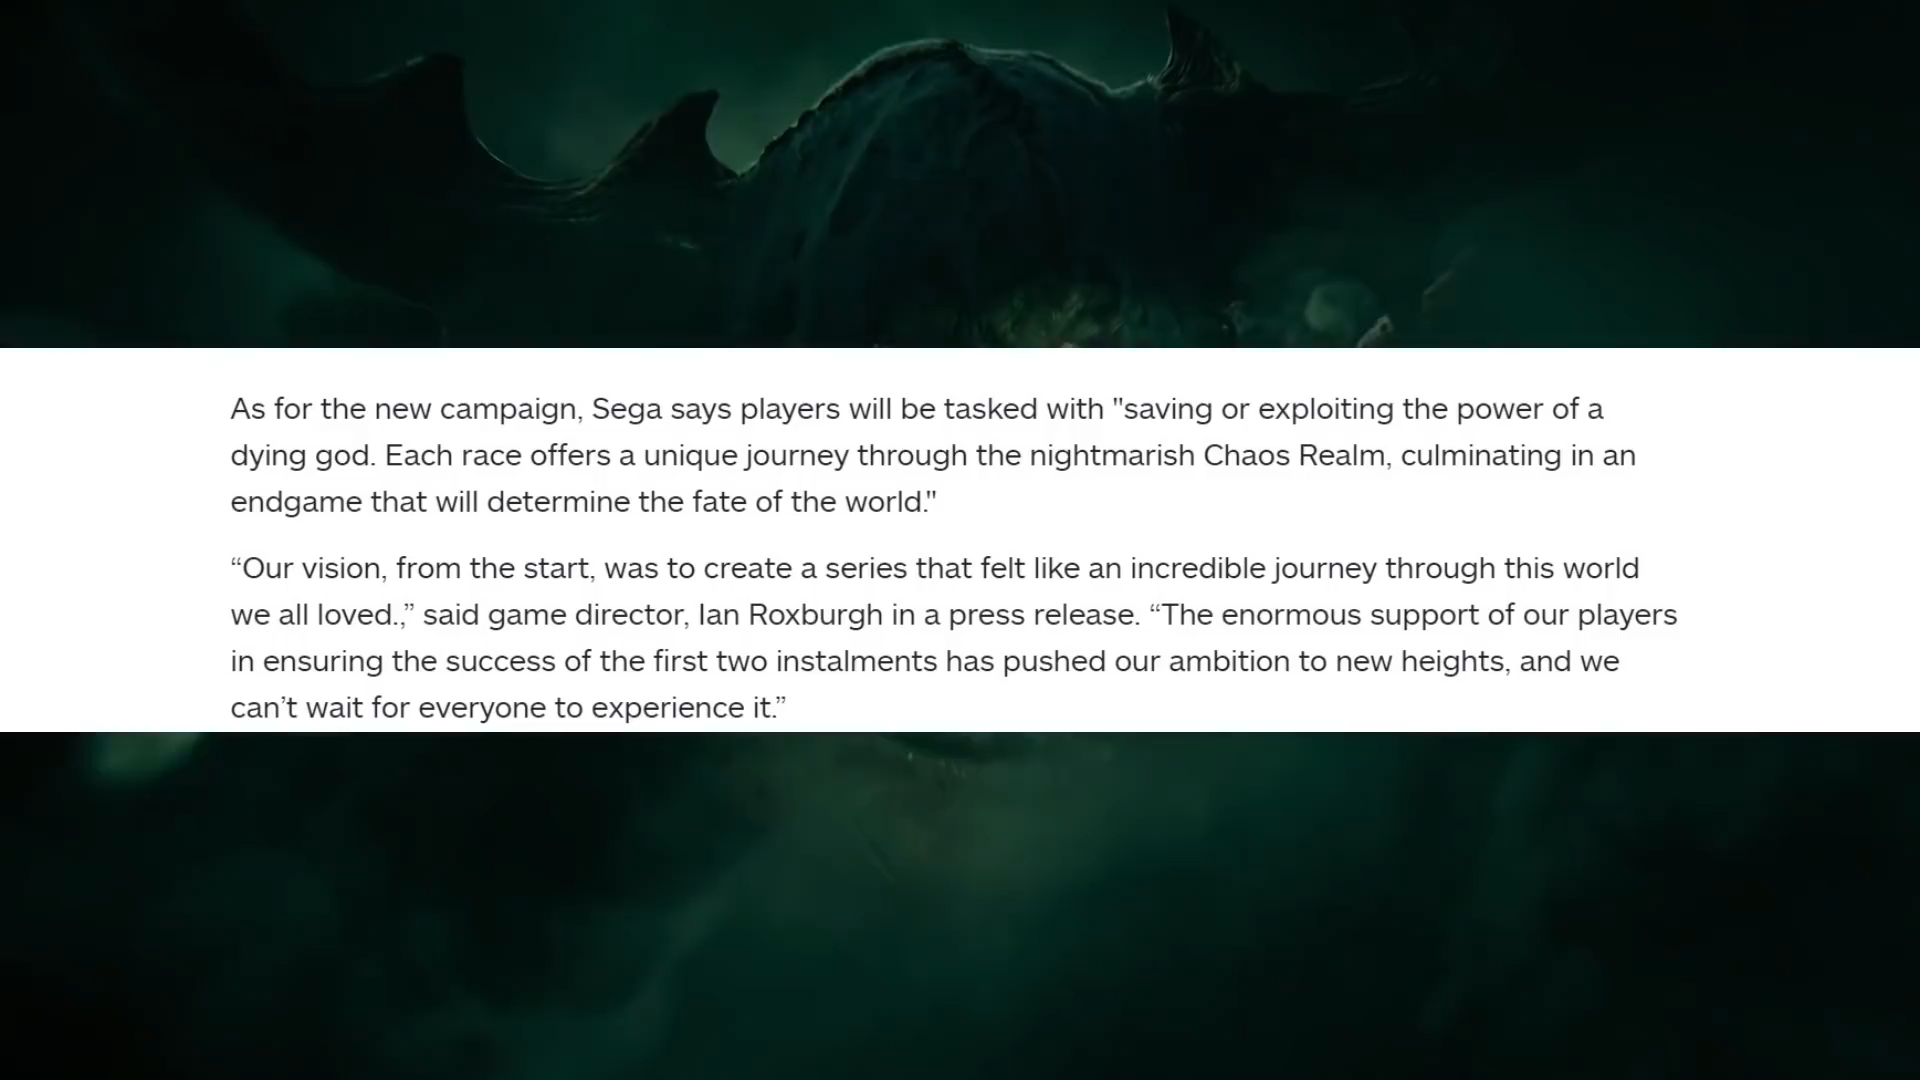 As for the new campaign, Sega says players will be tasked with "saving or exploiting the power of a
dying god. Each race offers a unique journey through the nightmarish Chaos Realm, culminating in an
endgame that will determine the fate of the world."
“Our vision, from the start, was to create a series that felt like an incredible journey through this world
we all loved.,” said game director, Ian Roxburgh in a press release. “The enormous support of our players
in ensuring the success of the first two instalments has pushed our ambition to new heights, and we
can’t wait for everyone to experience it.”